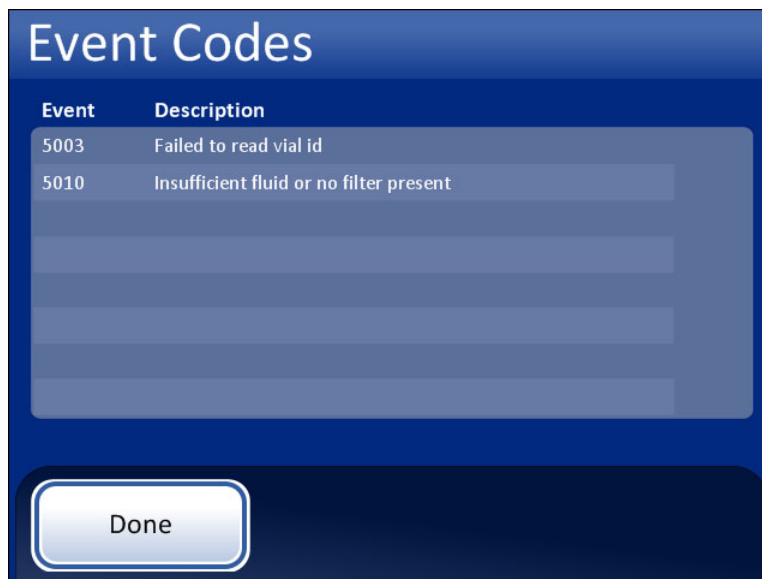 Event Codes
Event Description
5003 Failed to read vial id
5010 Insufficient fluid or no filter present
Done